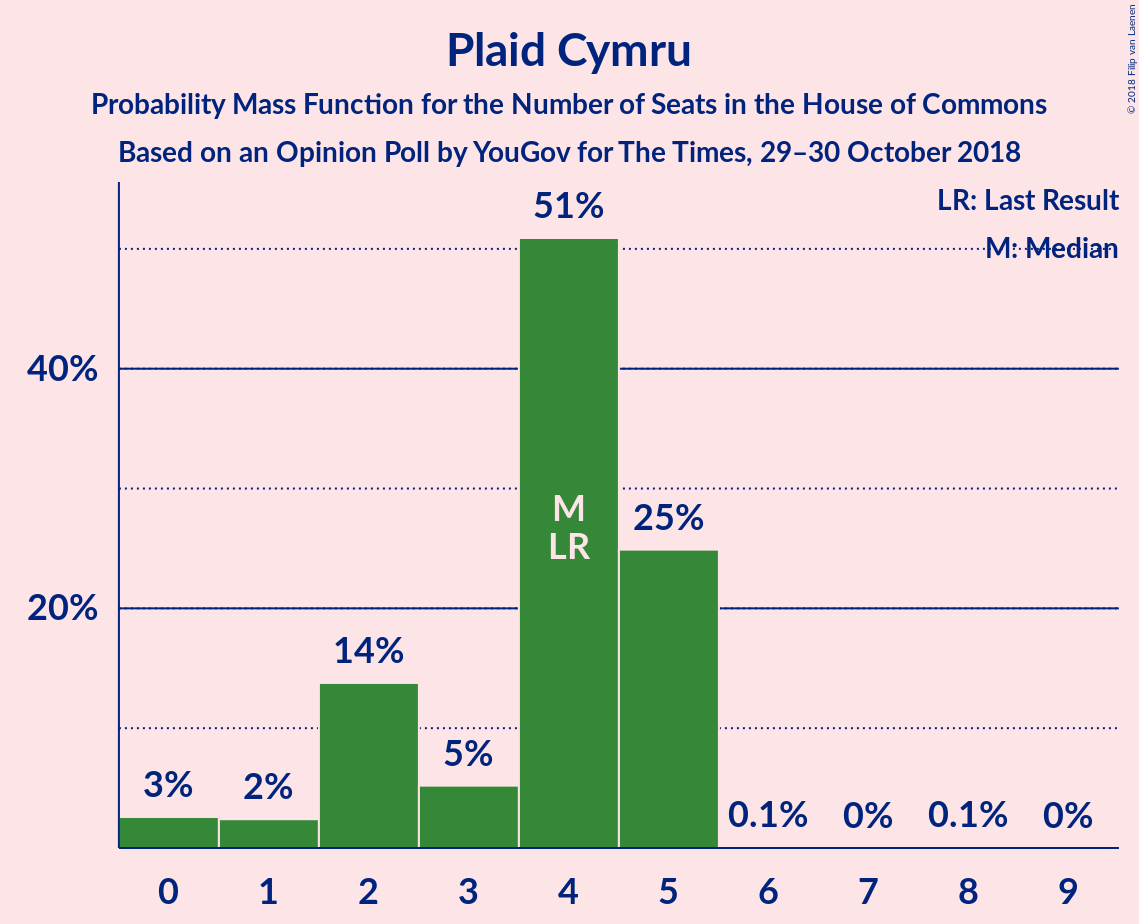 Plaid Cymru
Probability Mass Function for the Number of Seats in the House of Commons
Based on an Opinion Poll by YouGov for The Times, 29–30 October 2018
© 2018 Filip van Laenen
LR: Last Result
M: Median
40%
20%
3%
2%
14%
5%
51%
M
LR
25%
0.1%
0%
0.1%
0%
0 1 2 3 4 5 6 7 8 9